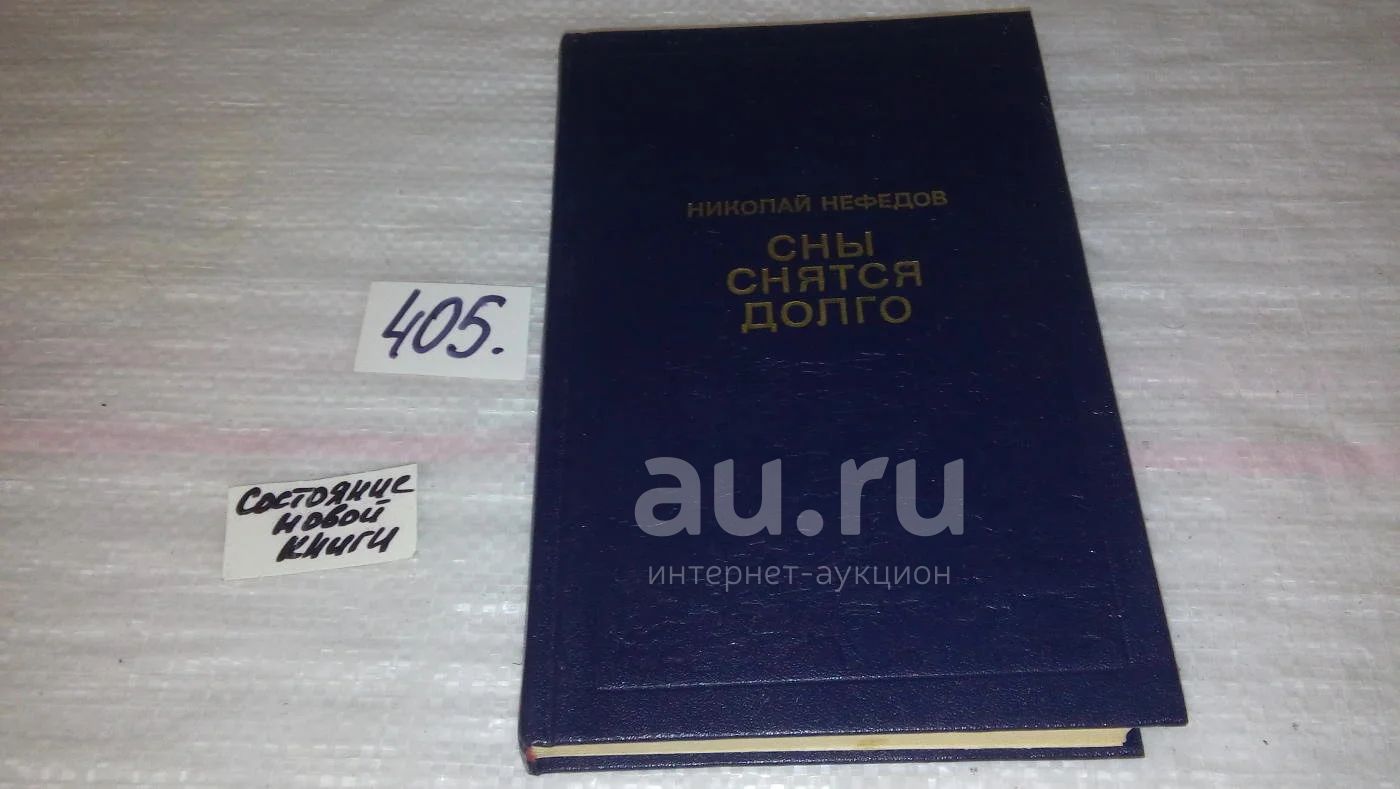 НИКОЛАЙ НЕФЕДОВ
СНЫ
СНЯТСЯ
ДОЛГО
405.
Состояние
новой
книги
au.ru
интернет-аукцион